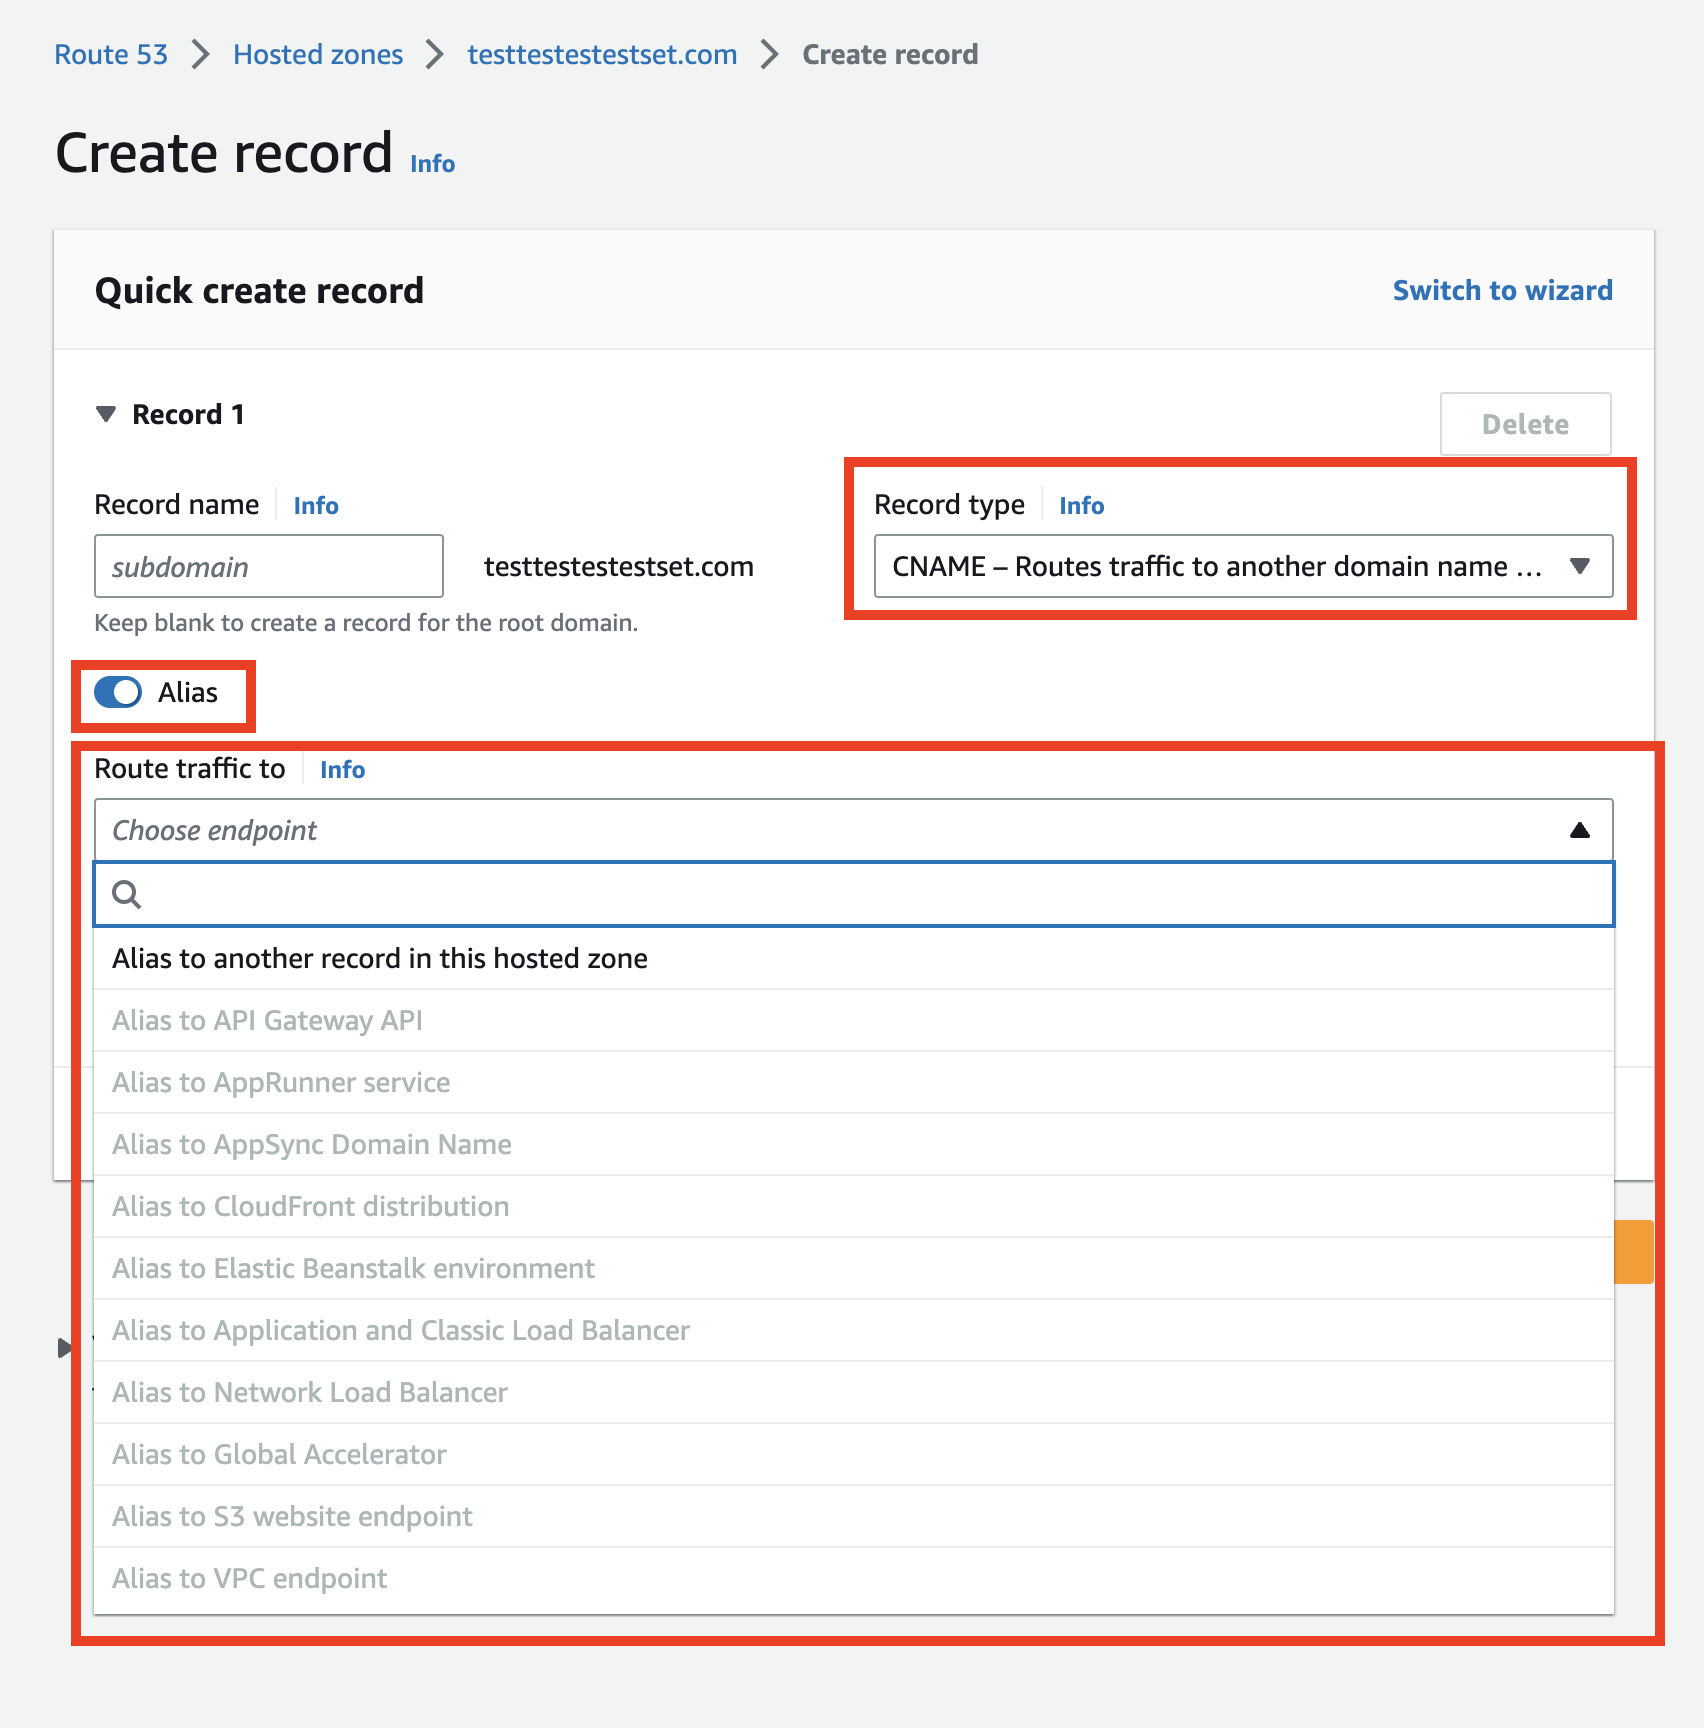 Route 53 > Hosted zones > testtestestestset.com > Create record
Create record Info
Quick create record Switch to wizard
Record 1 Delete
Record name Info Record type Info
subdomain testtestestestset.com CNAME – Routes traffic to another domain name ...
Keep blank to create a record for the root domain.
Alias
Route traffic to Info
Choose endpoint
Alias to another record in this hosted zone
Alias to API Gateway API
Alias to AppRunner service
Alias to AppSync Domain Name
Alias to CloudFront distribution
Alias to Elastic Beanstalk environment
Alias to Application and Classic Load Balancer
Alias to Network Load Balancer
Alias to Global Accelerator
Alias to S3 website endpoint
Alias to VPC endpoint